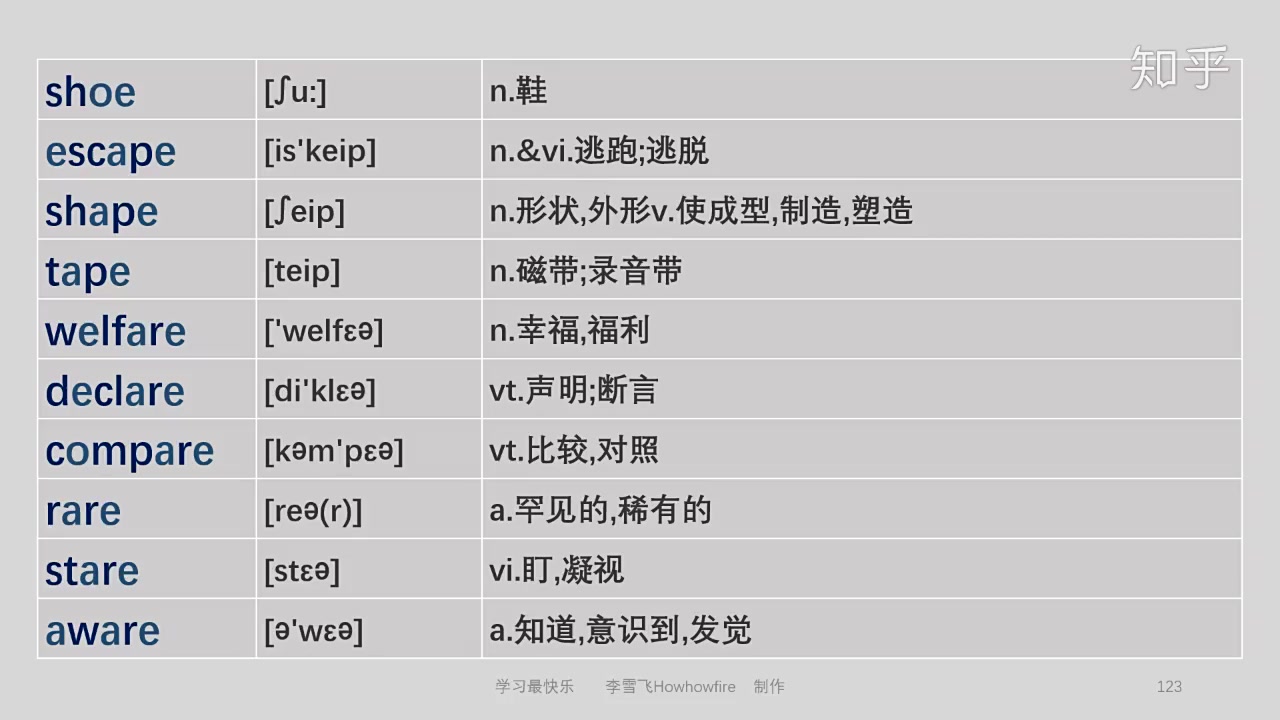 知乎
shoe [ʃu:] n.鞋
escape [is'keip] n.&vi.逃跑;逃脱
shape [ʃeip] n.形状,外形v.使成型,制造,塑造
tape [teip] n.磁带;录音带
welfare ['welfɛə] n.幸福,福利
declare [di'klɛə] vt.声明;断言
compare [kəm'pɛə] vt.比较,对照
rare [reə(r)] a.罕见的,稀有的
stare [stɛə] vi.盯,凝视
aware [ə'wɛə] a.知道,意识到,发觉
学习最快乐 李雪飞Howhowfire 制作 123